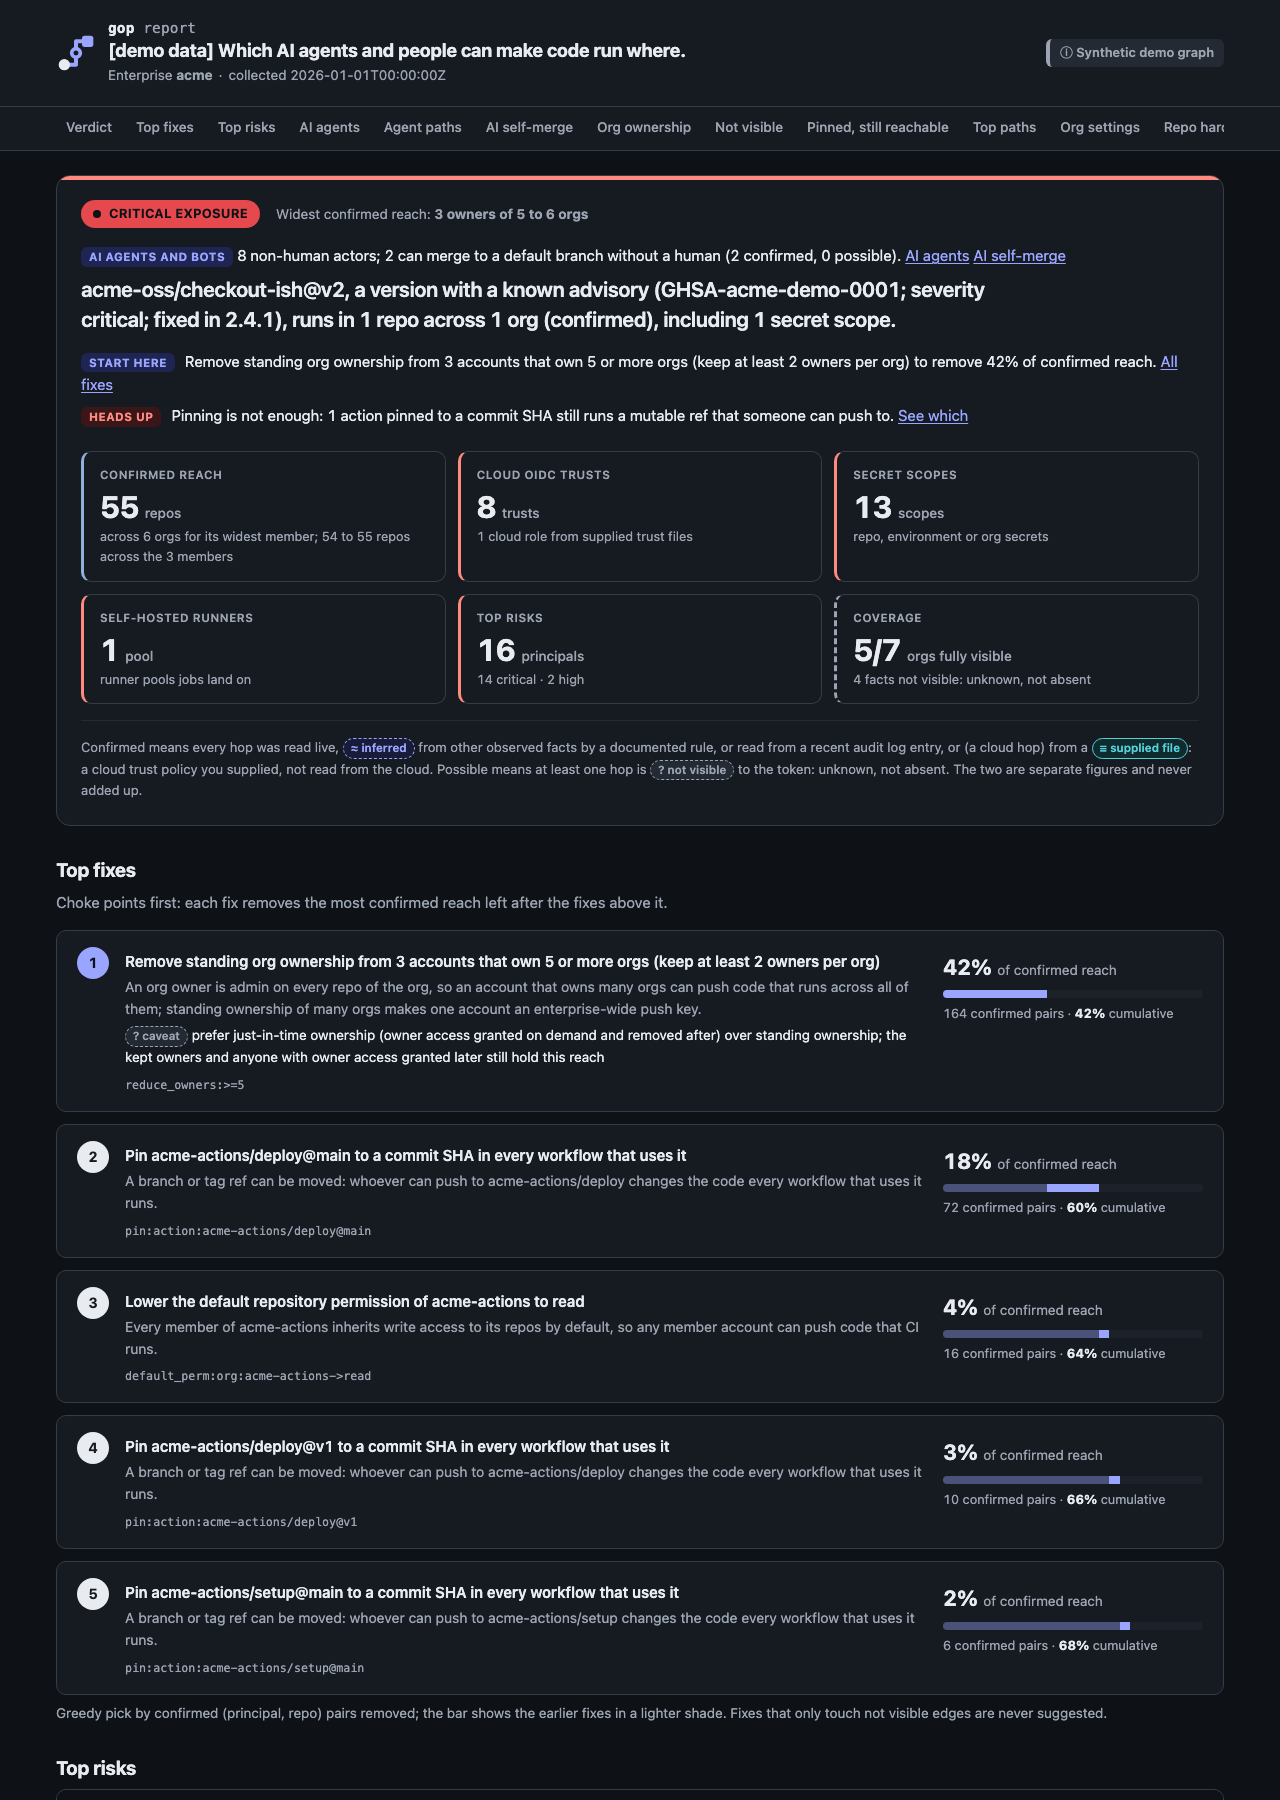 gop report
[demo data] Which AI agents and people can make code run where.
Enterprise acme · collected 2026-01-01T00:00:00Z
ⓘ Synthetic demo graph
Verdict Top fixes Top risks AI agents Agent paths AI self-merge Org ownership Not visible Pinned, still reachable Top paths Org settings Repo hard
CRITICAL EXPOSURE Widest confirmed reach: 3 owners of 5 to 6 orgs
AI AGENTS AND BOTS 8 non-human actors; 2 can merge to a default branch without a human (2 confirmed, 0 possible). AI agents AI self-merge
acme-oss/checkout-ish@v2, a version with a known advisory (GHSA-acme-demo-0001; severity
critical; fixed in 2.4.1), runs in 1 repo across 1 org (confirmed), including 1 secret scope.
START HERE Remove standing org ownership from 3 accounts that own 5 or more orgs (keep at least 2 owners per org) to remove 42% of confirmed reach. All
fixes
HEADS UP Pinning is not enough: 1 action pinned to a commit SHA still runs a mutable ref that someone can push to. See which
CONFIRMED REACH
55 repos
across 6 orgs for its widest member; 54 to 55 repos
across the 3 members
CLOUD OIDC TRUSTS
8 trusts
1 cloud role from supplied trust files
SECRET SCOPES
13 scopes
repo, environment or org secrets
SELF-HOSTED RUNNERS
1 pool
runner pools jobs land on
TOP RISKS
16 principals
14 critical · 2 high
COVERAGE
5/7 orgs fully visible
4 facts not visible: unknown, not absent
Confirmed means every hop was read live, ≈ inferred from other observed facts by a documented rule, or read from a recent audit log entry, or (a cloud hop) from a ≡ supplied file:
a cloud trust policy you supplied, not read from the cloud. Possible means at least one hop is ? not visible to the token: unknown, not absent. The two are separate figures and never
added up.
Top fixes
Choke points first: each fix removes the most confirmed reach left after the fixes above it.
1
Remove standing org ownership from 3 accounts that own 5 or more orgs (keep at least 2 owners per org)
An org owner is admin on every repo of the org, so an account that owns many orgs can push code that runs across all of
them; standing ownership of many orgs makes one account an enterprise-wide push key.
? caveat prefer just-in-time ownership (owner access granted on demand and removed after) over standing ownership; the
kept owners and anyone with owner access granted later still hold this reach
reduce_owners:>=5
42% of confirmed reach
164 confirmed pairs · 42% cumulative
2
Pin acme-actions/deploy@main to a commit SHA in every workflow that uses it
A branch or tag ref can be moved: whoever can push to acme-actions/deploy changes the code every workflow that uses it
runs.
pin:action:acme-actions/deploy@main
18% of confirmed reach
72 confirmed pairs · 60% cumulative
3
Lower the default repository permission of acme-actions to read
Every member of acme-actions inherits write access to its repos by default, so any member account can push code that CI
runs.
default_perm:org:acme-actions->read
4% of confirmed reach
16 confirmed pairs · 64% cumulative
4
Pin acme-actions/deploy@v1 to a commit SHA in every workflow that uses it
A branch or tag ref can be moved: whoever can push to acme-actions/deploy changes the code every workflow that uses it
runs.
pin:action:acme-actions/deploy@v1
3% of confirmed reach
10 confirmed pairs · 66% cumulative
5
Pin acme-actions/setup@main to a commit SHA in every workflow that uses it
A branch or tag ref can be moved: whoever can push to acme-actions/setup changes the code every workflow that uses it
runs.
pin:action:acme-actions/setup@main
2% of confirmed reach
6 confirmed pairs · 68% cumulative
Greedy pick by confirmed (principal, repo) pairs removed; the bar shows the earlier fixes in a lighter shade. Fixes that only touch not visible edges are never suggested.
Top risks